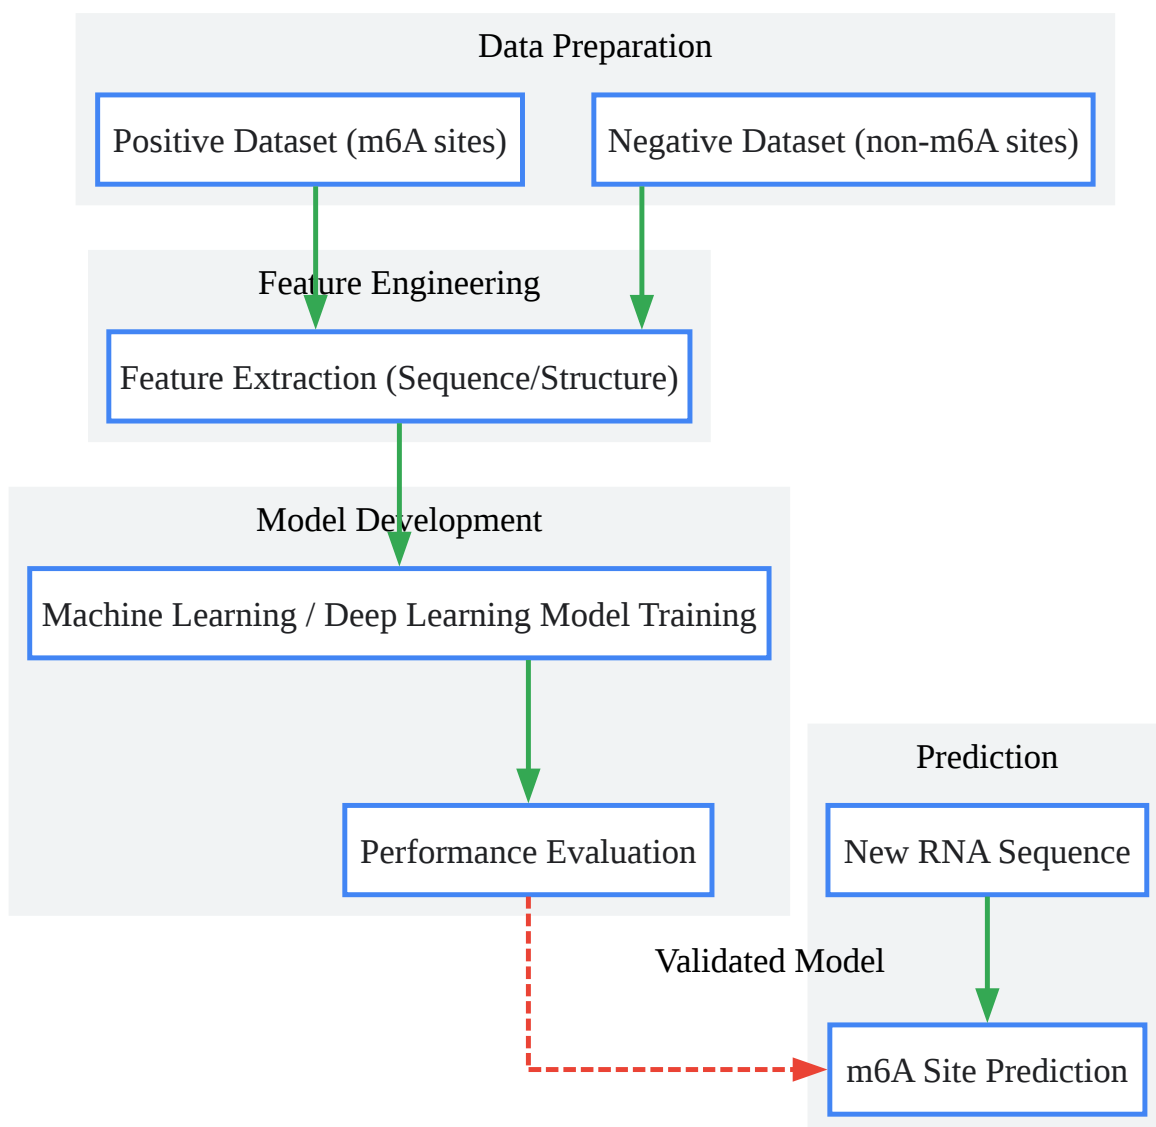 Data Preparation
Positive Dataset (m6A sites)
Negative Dataset (non-m6A sites)
Feature Engineering
Feature Extraction (Sequence/Structure)
Model Development
Machine Learning / Deep Learning Model Training
Prediction
Performance Evaluation
New RNA Sequence
Validated Model
m6A Site Prediction